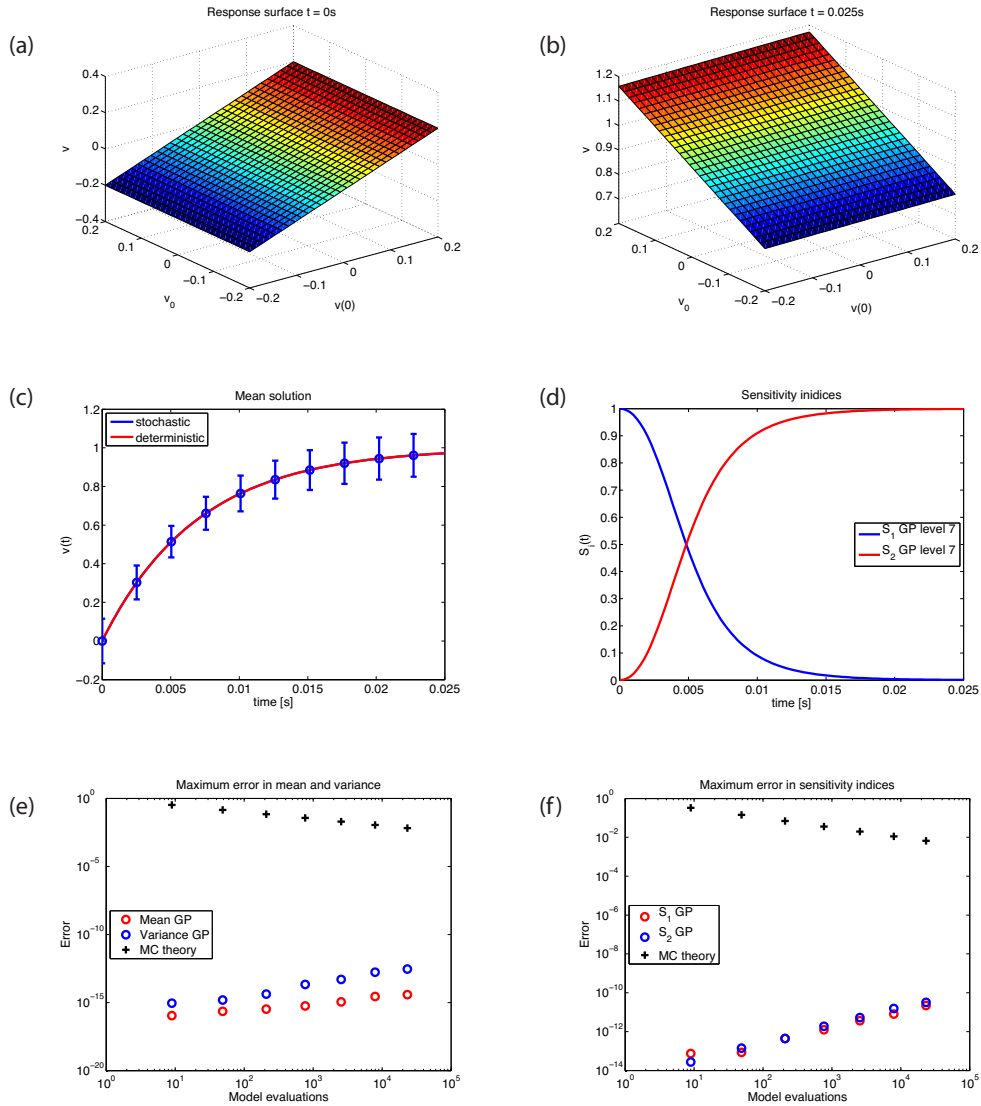 (a)
Response surface t = 0s
0.4
0.2
0
−0.2
−0.4
v
0.2
0.1
0
−0.1
−0.2
v0
−0.2
−0.1
0
0.1
0.2
v(0)
(b)
Response surface t = 0.025s
1.2
1.1
1
0.9
0.8
0.7
v
0.2
0.1
0
−0.1
−0.2
v0
−0.2
−0.1
0
0.1
0.2
v(0)
(c)
Mean solution
stochastic
deterministic
1.2
1
0.8
0.6
0.4
0.2
0
−0.2
v(t)
0 0.005 0.01 0.015 0.02 0.025
time [s]
(d)
Sensitivity inidices
1
0.9
0.8
0.7
0.6
0.5
0.4
0.3
0.2
0.1
0
Si(t)
S1 GP level 7
S2 GP level 7
0 0.005 0.01 0.015 0.02 0.025
time [s]
(e)
Maximum error in mean and variance
10^0
10^−5
10^−10
10^−15
10^−20
Error
Mean GP
Variance GP
MC theory
10^0 10^1 10^2 10^3 10^4 10^5
Model evaluations
(f)
Maximum error in sensitivity indices
10^0
10^−2
10^−4
10^−6
10^−8
10^−10
10^−12
10^−14
Error
S1 GP
S2 GP
MC theory
10^0 10^1 10^2 10^3 10^4 10^5
Model evaluations